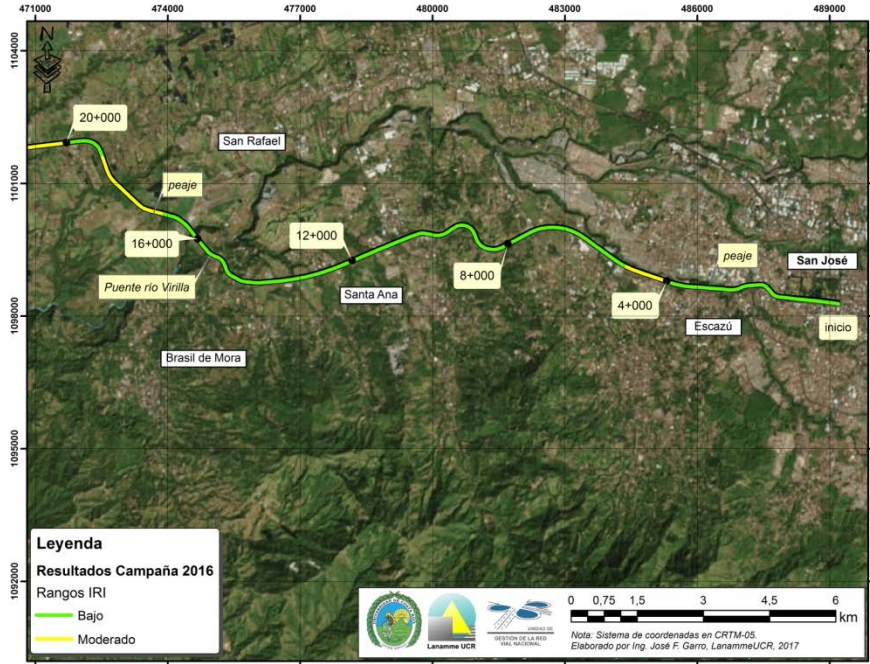 471000 474000 477000 480000 483000 486000 489000
1104000
N
20+000
San Rafael
1101000
peaje
16+000
12+000
Puente río Virilla
Santa Ana
8+000
peaje
San José
4+000
1098000
Escazú
inicio
Brasil de Mora
1095000
1092000
Leyenda
Resultados Campaña 2016
Rangos IRI
Bajo
Moderado
Lanamme UCR
UNIDAD DE
GESTIÓN DE LA RED
VIAL NACIONAL
0 0,75 1,5 3 4,5 6
km
Nota: Sistema de coordenadas en CRTM-05.
Elaborado por Ing. José F. Garro, LanammeUCR, 2017